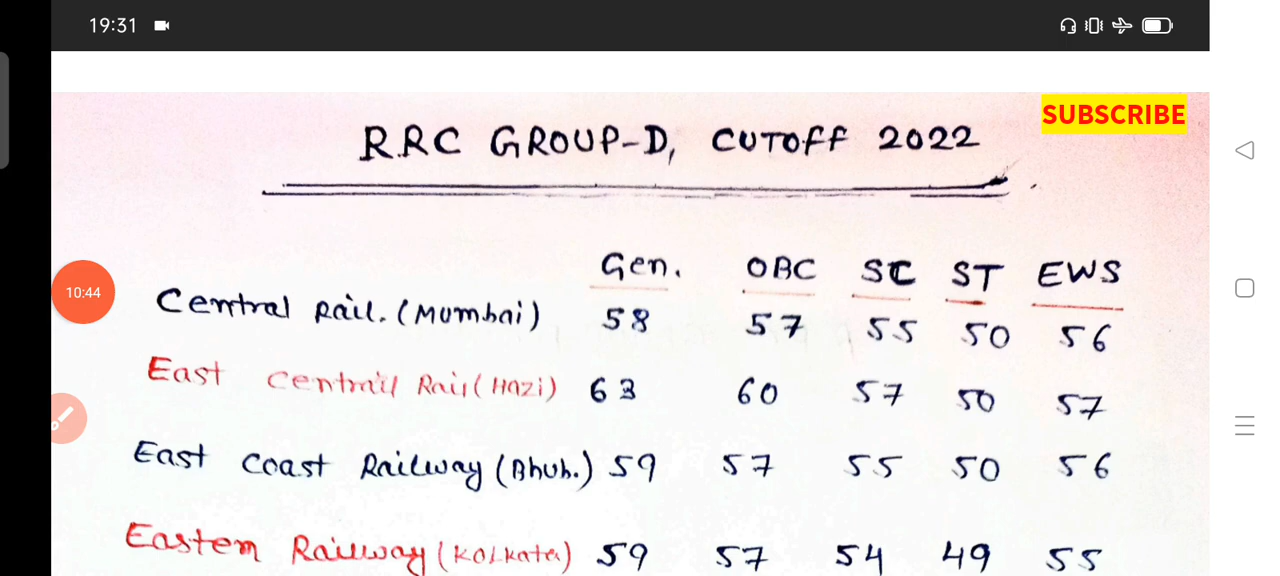 19:31
SUBSCRIBE
RRC GROUP-D, CUTOFF 2022
Gen. OBC SC ST EWS
Central Rail. (Mumbai) 58 57 55 50 56
10:44
East Central Rail (Hazi) 63 60 57 50 57
East Coast Railway (Bhub.) 59 57 55 50 56
Eastern Railway (Kolkata) 59 57 54 49 55